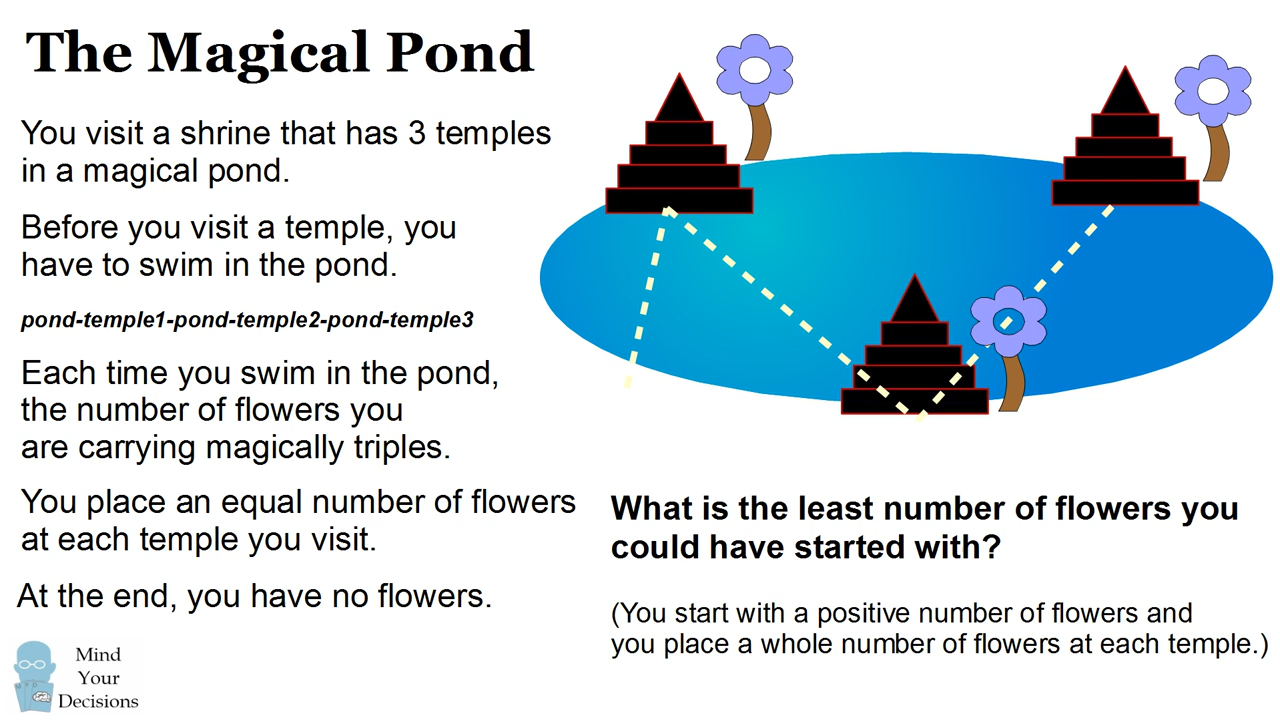 The Magical Pond
You visit a shrine that has 3 temples
in a magical pond.
Before you visit a temple, you
have to swim in the pond.
pond-temple1-pond-temple2-pond-temple3
Each time you swim in the pond,
the number of flowers you
are carrying magically triples.
You place an equal number of flowers
at each temple you visit.
At the end, you have no flowers.
What is the least number of flowers you
could have started with?
(You start with a positive number of flowers and
you place a whole number of flowers at each temple.)
Mind
Your
Decisions